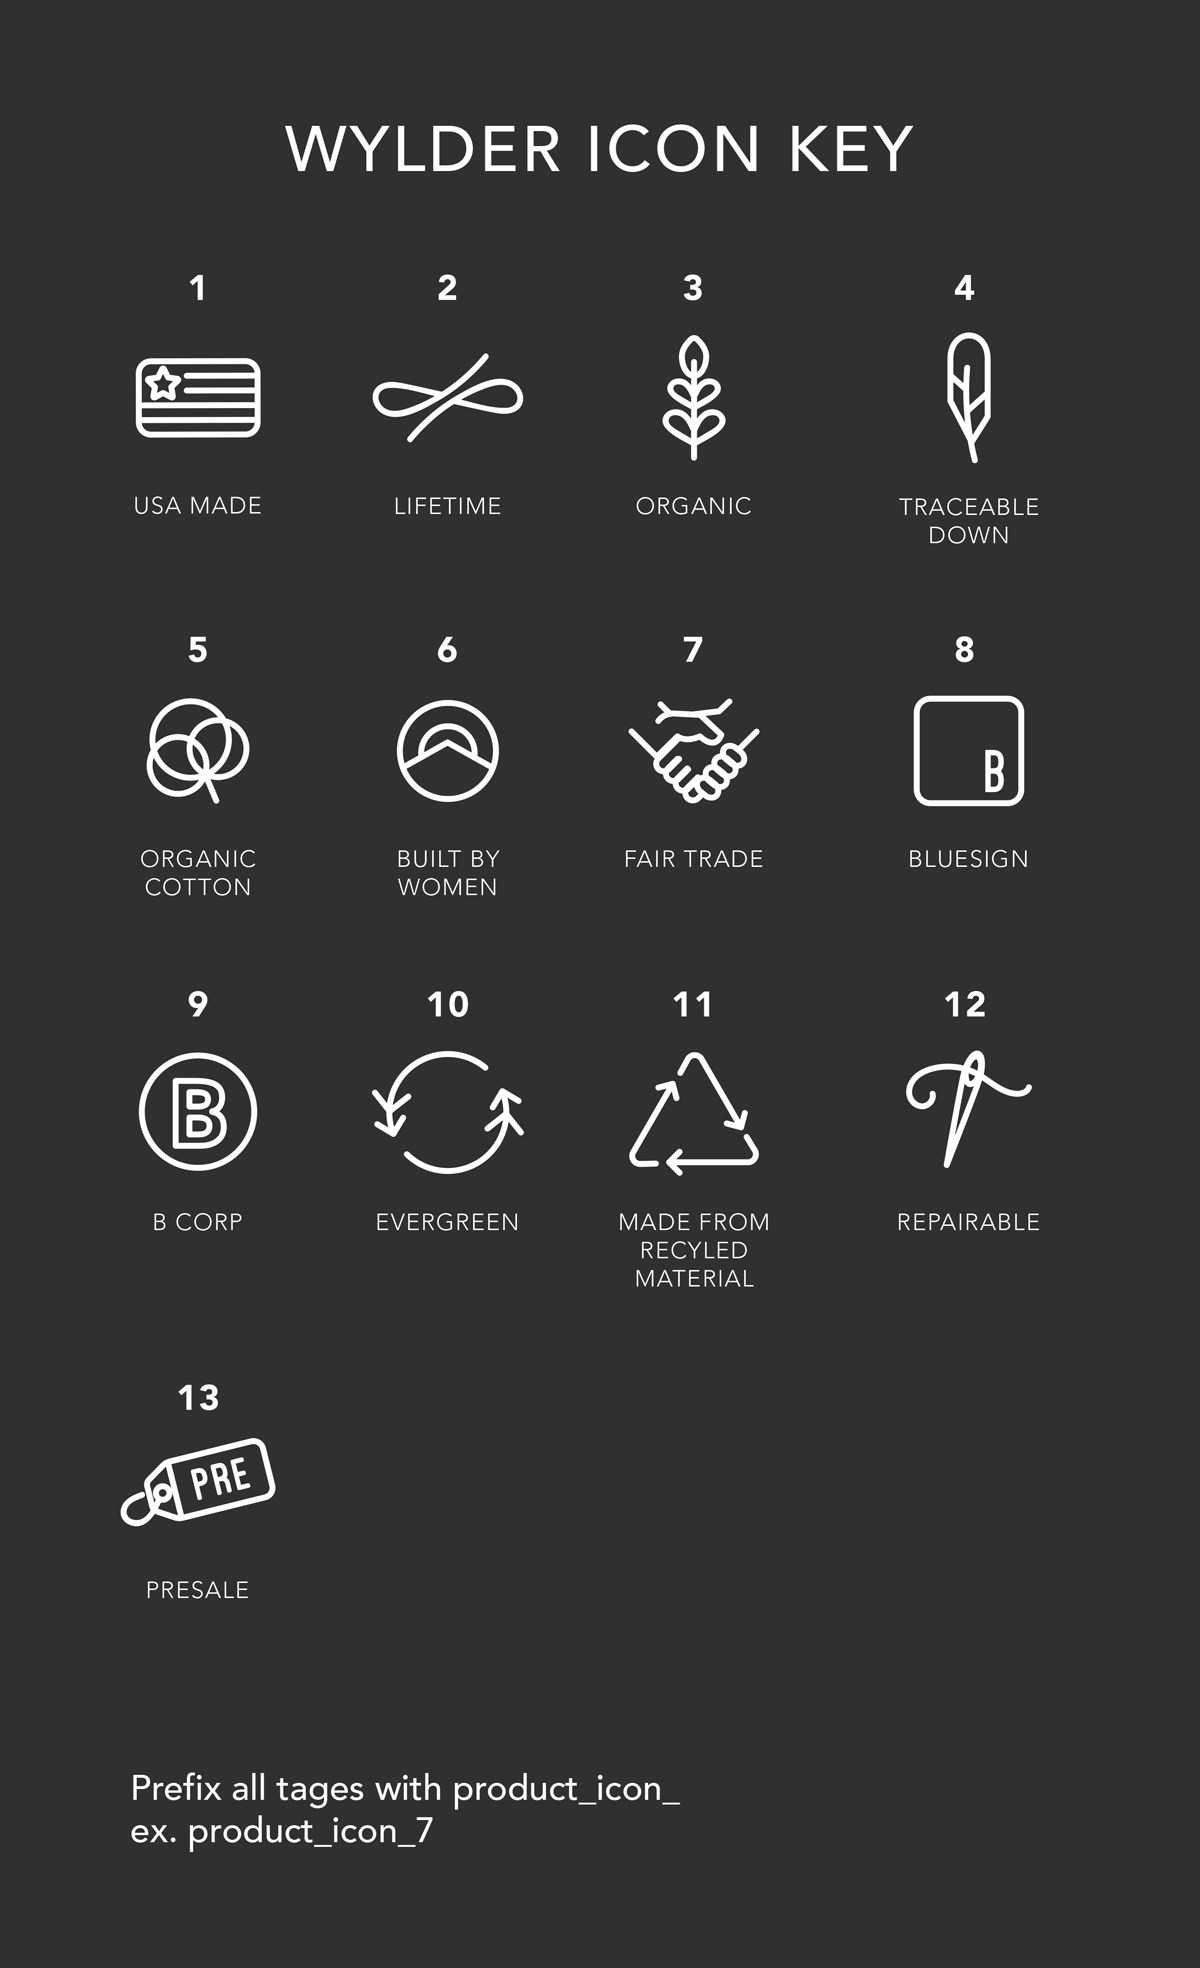 WYLDER ICON KEY
1
2
3
4
USA MADE
LIFETIME
ORGANIC
TRACEABLE
DOWN
5
6
7
8
B
ORGANIC
COTTON
BUILT BY
WOMEN
FAIR TRADE
BLUESIGN
9
10
11
12
B
B CORP
EVERGREEN
MADE FROM
RECYLED
MATERIAL
REPAIRABLE
13
PRE
PRESALE
Prefix all tages with product_icon_
ex. product_icon_7